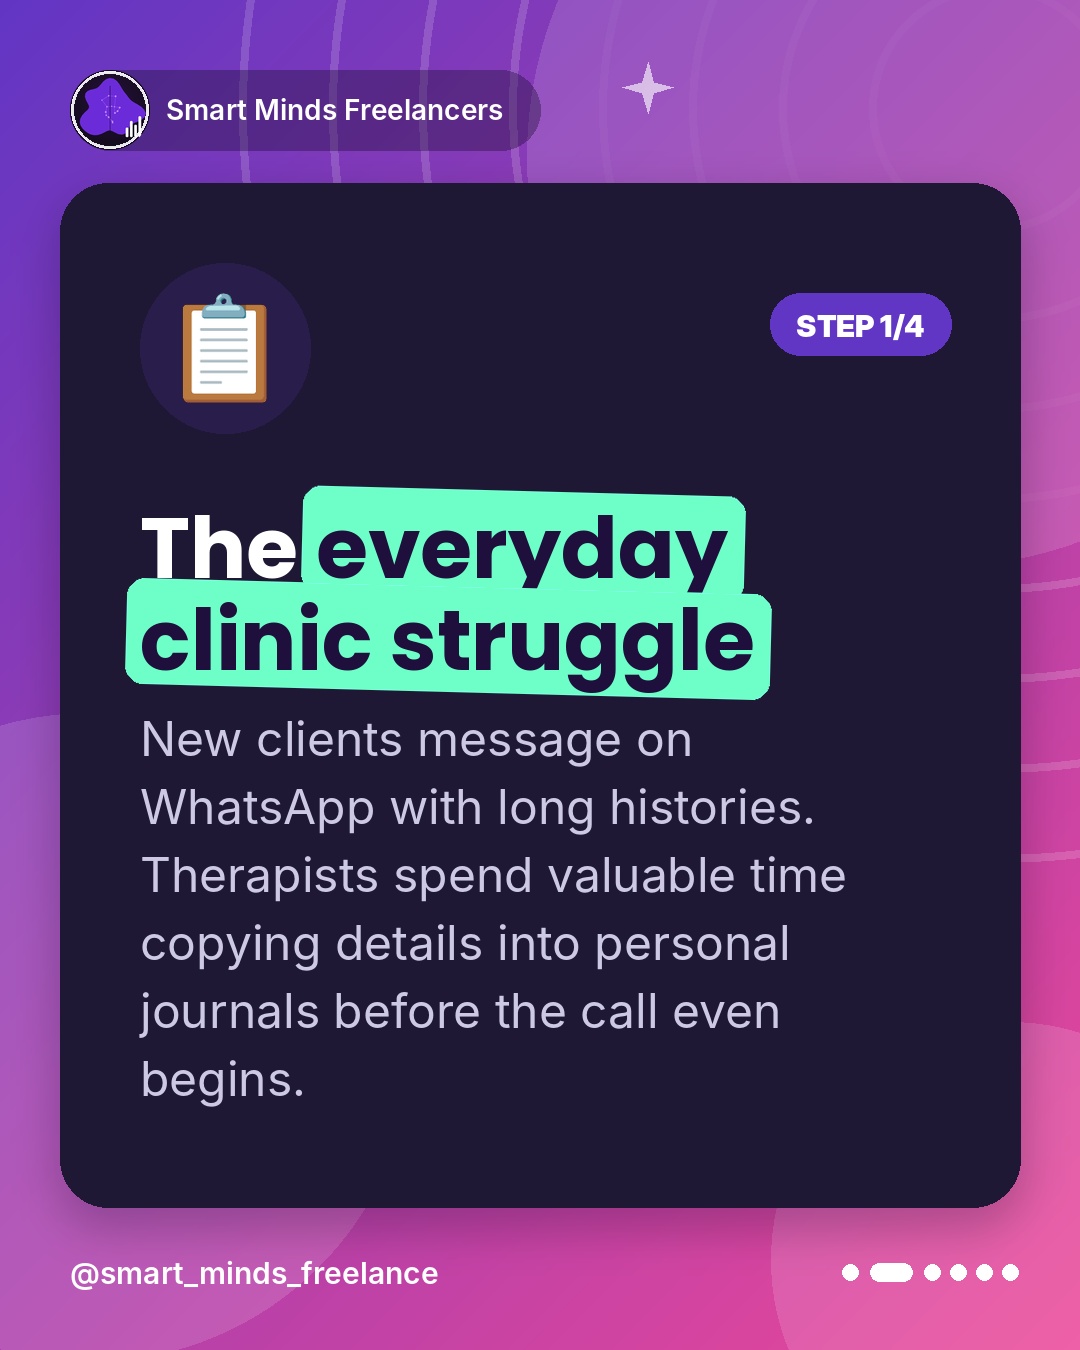 Smart Minds Freelancers
STEP 1/4
The everyday
clinic struggle
New clients message on
WhatsApp with long histories.
Therapists spend valuable time
copying details into personal
journals before the call even
begins.
@smart_minds_freelance